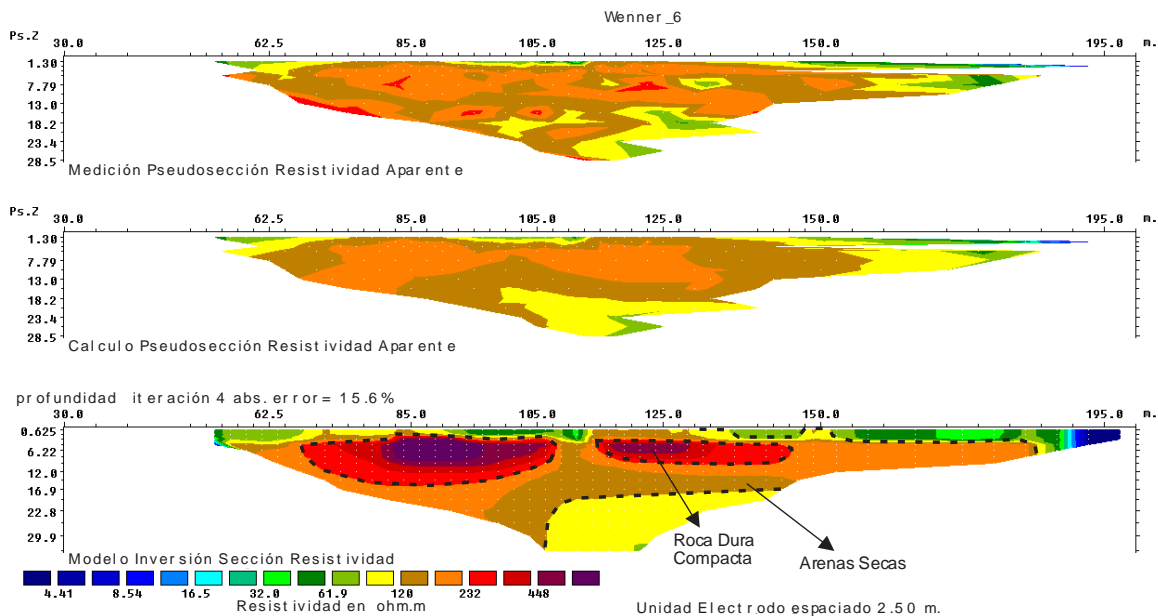 Wenner_6
Ps.Z 30.0 62.5 85.0 105.0 125.0 150.0 195.0 m.
1.30
7.79
13.0
18.2
23.4
28.5
Medición Pseudosección Resistividad Aparente
Ps.Z 30.0 62.5 85.0 105.0 125.0 150.0 195.0 m.
1.30
7.79
13.0
18.2
23.4
28.5
Calculo Pseudosección Resistividad Aparente
profundidad iteración 4 abs. error= 15.6%
30.0 62.5 85.0 105.0 125.0 150.0 195.0 m.
0.625
6.22
12.0
16.9
22.8
29.9
Roca Dura
Compacta
Arenas Secas
Modelo Inversión Sección Resistividad
4.41 8.54 16.5 32.0 61.9 120 232 448
Resistividad en ohm.m
Unidad Electrodo espaciado 2.50 m.